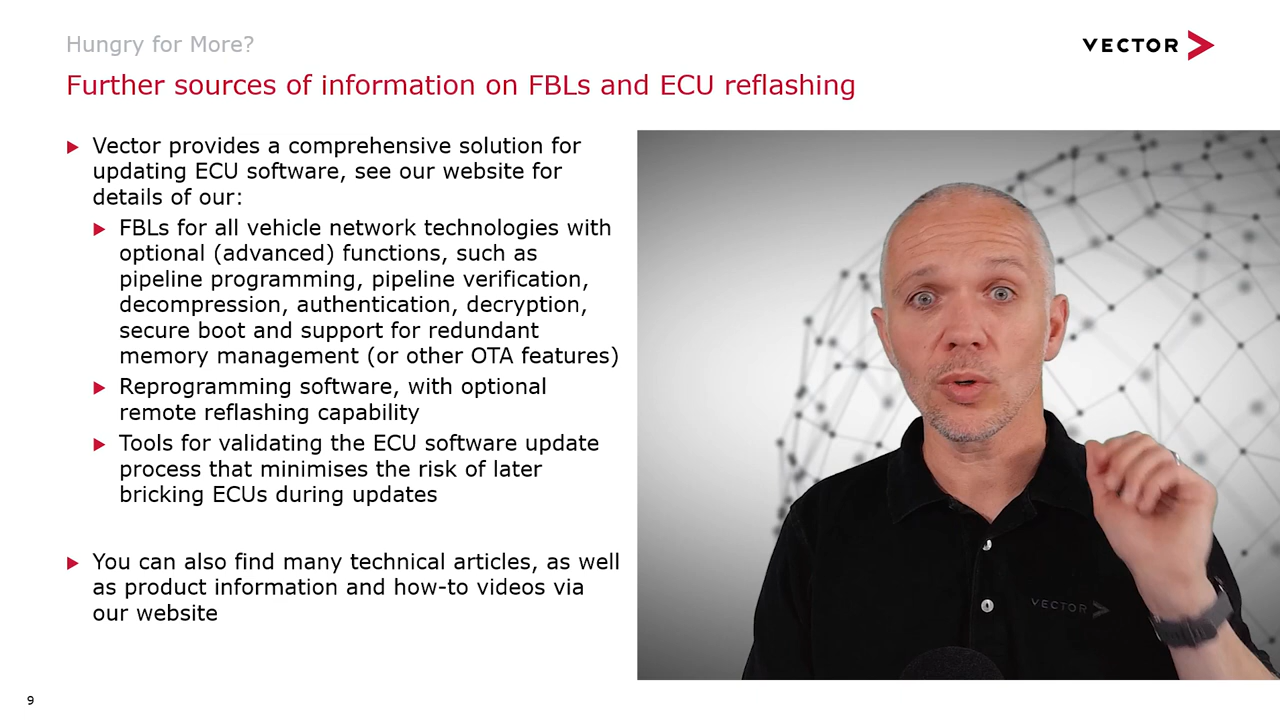 Hungry for More?
VECTOR
Further sources of information on FBLs and ECU reflashing
Vector provides a comprehensive solution for
updating ECU software, see our website for
details of our:
FBLs for all vehicle network technologies with
optional (advanced) functions, such as
pipeline programming, pipeline verification,
decompression, authentication, decryption,
secure boot and support for redundant
memory management (or other OTA features)
Reprogramming software, with optional
remote reflashing capability
Tools for validating the ECU software update
process that minimises the risk of later
bricking ECUs during updates
You can also find many technical articles, as well
as product information and how-to videos via
our website
VECTOR
9